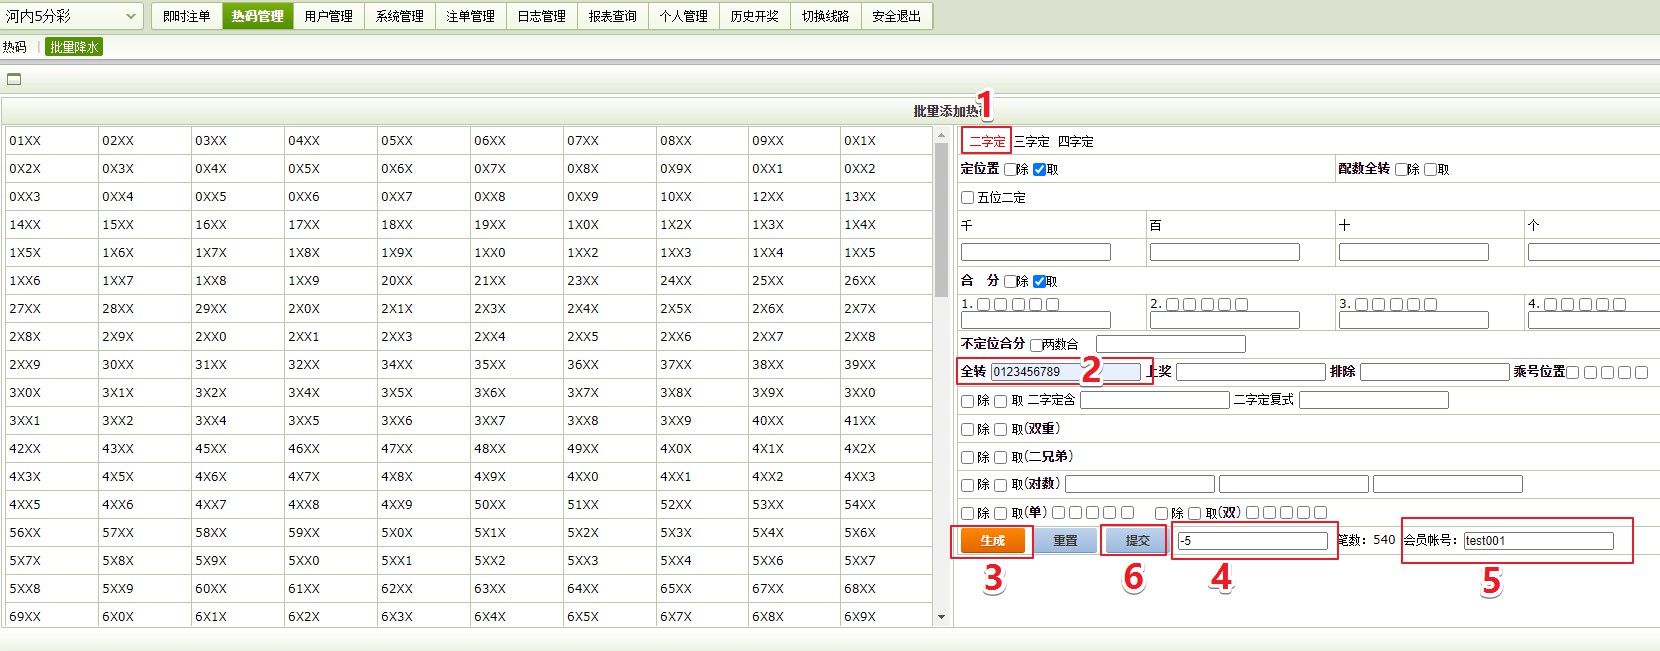 河内5分彩 即时注单 热码管理 用户管理 系统管理 注单管理 日志管理 报表查询 个人管理 历史开奖 切换线路 安全退出
热码 | 批量降水
批量添加热
1
01XX 02XX 03XX 04XX 05XX 06XX 07XX 08XX 09XX 0X1X
0X2X 0X3X 0X4X 0X5X 0X6X 0X7X 0X8X 0X9X 0XX1 0XX2
0XX3 0XX4 0XX5 0XX6 0XX7 0XX8 0XX9 10XX 12XX 13XX
14XX 15XX 16XX 17XX 18XX 19XX 1X0X 1X2X 1X3X 1X4X
1X5X 1X6X 1X7X 1X8X 1X9X 1XX0 1XX2 1XX3 1XX4 1XX5
1XX6 1XX7 1XX8 1XX9 20XX 21XX 23XX 24XX 25XX 26XX
27XX 28XX 29XX 2X0X 2X1X 2X3X 2X4X 2X5X 2X6X 2X7X
2X8X 2X9X 2XX0 2XX1 2XX3 2XX4 2XX5 2XX6 2XX7 2XX8
2XX9 30XX 31XX 32XX 34XX 35XX 36XX 37XX 38XX 39XX
3X0X 3X1X 3X2X 3X4X 3X5X 3X6X 3X7X 3X8X 3X9X 3XX0
3XX1 3XX2 3XX4 3XX5 3XX6 3XX7 3XX8 3XX9 40XX 41XX
42XX 43XX 45XX 46XX 47XX 48XX 49XX 4X0X 4X1X 4X2X
4X3X 4X5X 4X6X 4X7X 4X8X 4X9X 4XX0 4XX1 4XX2 4XX3
4XX5 4XX6 4XX7 4XX8 4XX9 50XX 51XX 52XX 53XX 54XX
56XX 57XX 58XX 59XX 5X0X 5X1X 5X2X 5X3X 5X4X 5X6X
5X7X 5X8X 5X9X 5XX0 5XX1 5XX2 5XX3 5XX4 5XX6 5XX7
5XX8 5XX9 60XX 61XX 62XX 63XX 64XX 65XX 67XX 68XX
69XX 6X0X 6X1X 6X2X 6X3X 6X4X 6X5X 6X7X 6X8X 6X9X
二字定 三字定 四字定
定位置 除 取 配数全转 除 取
五位二定
千 百 十 个
合 分 除 取
1. 2. 3. 4.
不定位合分 两数合
全转 0123456789 2 上奖 排除 乘号位置
除 取 二字定含 二字定复式
除 取(双重)
除 取(二兄弟)
除 取(对数)
除 取(单) 除 取(双)
生成 重置 提交 -5 笔数: 540 会员帐号: test001
3 6 4 5